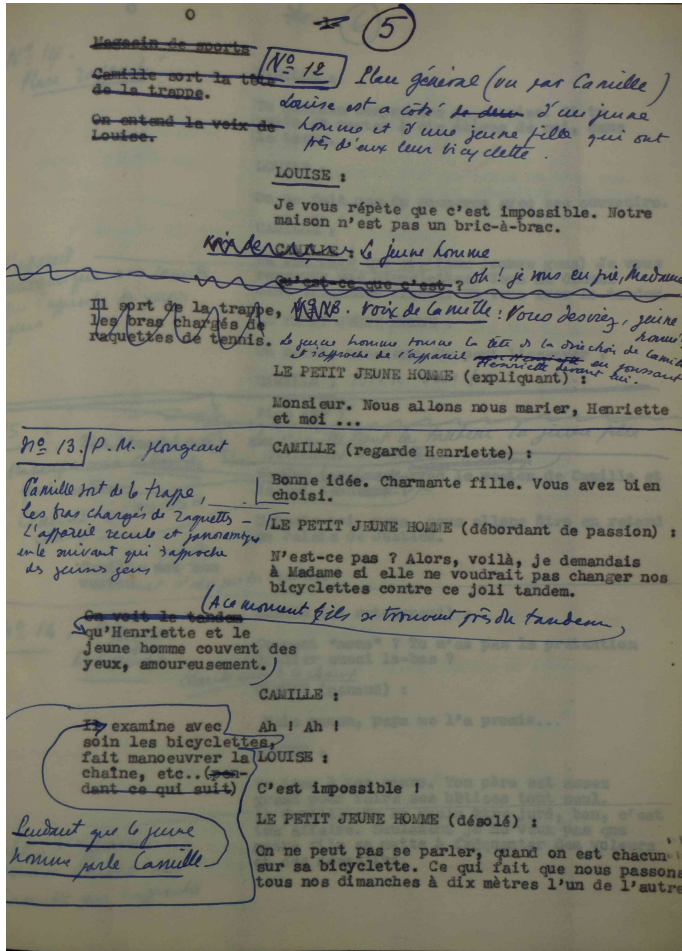 5
Magasin de sports
Camille sort la tête
de la trappe.
On entend la voix de
Louise.
Nº 12
Plan général (vu par Camille)
Louise est a côté d'un jeune
homme et d'une jeune fille qui ont
près d'eux leur bicyclette.
LOUISE :
Je vous répète que c'est impossible. Notre
maison n'est pas un bric-à-brac.
CAMILLE : Le jeune homme
Qu'est-ce que c'est ? Oh ! je vous en prie, Madame
Il sort de la trappe,
les bras chargés de
raquettes de tennis.
Voix de Camille : Vous desirez, jeune
homme
Le jeune homme tourne la tête ds la direction de Camille
et s'approche de l'appareil en poussant
Henriette devant lui.
LE PETIT JEUNE HOMME (expliquant) :
Monsieur. Nous allons nous marier, Henriette
et moi ...
Nº 13. P.M. plongeant
Camille sort de la trappe,
les bras chargés de raquettes –
L'appareil recule et panoramique
en le suivant qui s'approche
des jeunes gens
CAMILLE (regarde Henriette) :
Bonne idée. Charmante fille. Vous avez bien
choisi.
LE PETIT JEUNE HOMME (débordant de passion) :
N'est-ce pas ? Alors, voilà, je demandais
à Madame si elle ne voudrait pas changer nos
bicyclettes contre ce joli tandem.
(A ce moment ils se trouvent près du tandem
On voit le tandem
qu'Henriette et le
jeune homme couvent des
yeux, amoureusement.)
CAMILLE :
Ah ! Ah !
Il examine avec
soin les bicyclettes,
fait manoeuvrer la
chaîne, etc..(pen-
dant ce qui suit)
Pendant que le jeune
homme parle Camille
LOUISE :
C'est impossible !
LE PETIT JEUNE HOMME (désolé) :
On ne peut pas se parler, quand on est chacun
sur sa bicyclette. Ce qui fait que nous passons
tous nos dimanches à dix mètres l'un de l'autre